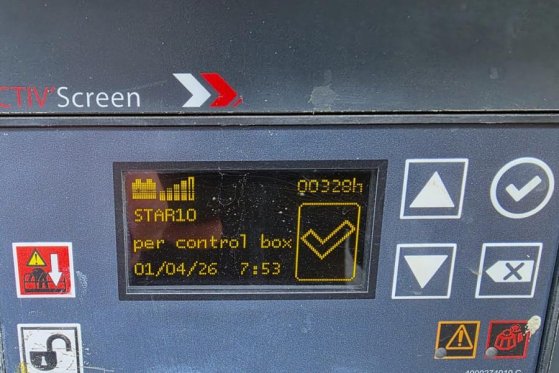 CTIV'Screen
00328h
STAR10
per control box
01/04/26 7:53